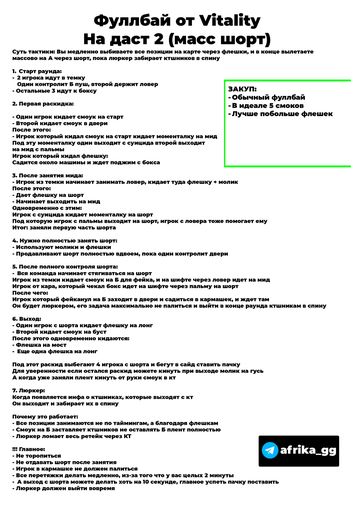 Фуллбай от Vitality
На даст 2 (масс шорт)
Суть тактики: Вы медленно выбиваете все позиции на карте через флешки, и в конце вылетаете
массово на А через шорт, пока люркер забирает ктшников в спину
1. Старт раунда:
- 2 игрока идут в темку
Один контролит Б пуш, второй держит ловер
- Остальные 3 идут к боксу
ЗАКУП:
- Обычный фуллбай
- В идеале 5 смоков
- Лучше побольше флешек
2. Первая раскидка:
- Один игрок кидает смоук на старт
- Второй кидает смоук в двери
После этого:
- Игрок который кидал смоук на старт кидает моменталку на мид
Под эту моменталку один выходит с суицида второй выходит
на мид с пальмы
Игрок который кидал флешку:
Садится около машины и ждет поджим с бокса
3. После занятия мида:
- Игрок из темки начинает занимать ловер, кидает туда флешку + молик
После этого:
- Дает флешку на шорт
- Начинает выходить на мид
Одновременно с этим:
Игрок с суицида кидает моменталку на шорт
Под которую игрок с пальмы выходит на шорт, игрок с ловера тоже помогает ему
Итог: заняли первую часть шорта
4. Нужно полностью занять шорт:
- Используют молики и флешки
- Продавливают шорт полностью вдвоем, пока один контролит двери
5. После полного контроля шорта:
- Вся команда начинает стягиваться на шорт
Игрок из темки кидает смоук на Б для фейка, и на шифте через ловер идет на мид
Игрок от кара, который чекал бокс идет на шифте через пальму на шорт
После чего:
Игрок который фейканул на Б заходит в двери и садиться в кармашек, и ждет там
Он будет люркером, его задача максимально не палиться и выйти в конце раунда ктшникам в спину
6. Выход:
- Один игрок с шорта кидает флешку на лонг
- Второй кидает смоук на буст
После этого одновременно кидаются:
- Флешка на мост
- Еще одна флешка на лонг
Под этот расход выбегают 4 игрока с шорта и бегут в сайд ставить пачку
Для уверенности если остался расход можете кинуть при выходе молик на гусь
А когда уже заняли плент кинуть от руки смоук в кт
7. Люркер:
Когда появляется инфа о ктшниках, которые выходят с кт
Он выходит и забирает их в спину
Почему это работает:
- Все позиции занимаются не по таймингам, а благодаря флешкам
- Смоук на Б заставляет ктшников не оставлять Б плент полностью
- Люркер ломает весь ретейк через КТ
!!! Главное:
- Не торопиться
- Не отдавать шорт после занятия
- Игрок в кармашке не должен палиться
- Все перетяжки делать медленно, из-за того что у вас целых 2 минуты
- А выход с шорта можете делать хоть на 10 секунде, главное успеть пачку поставить
- Люркер должен выйти вовремя
afrika_gg